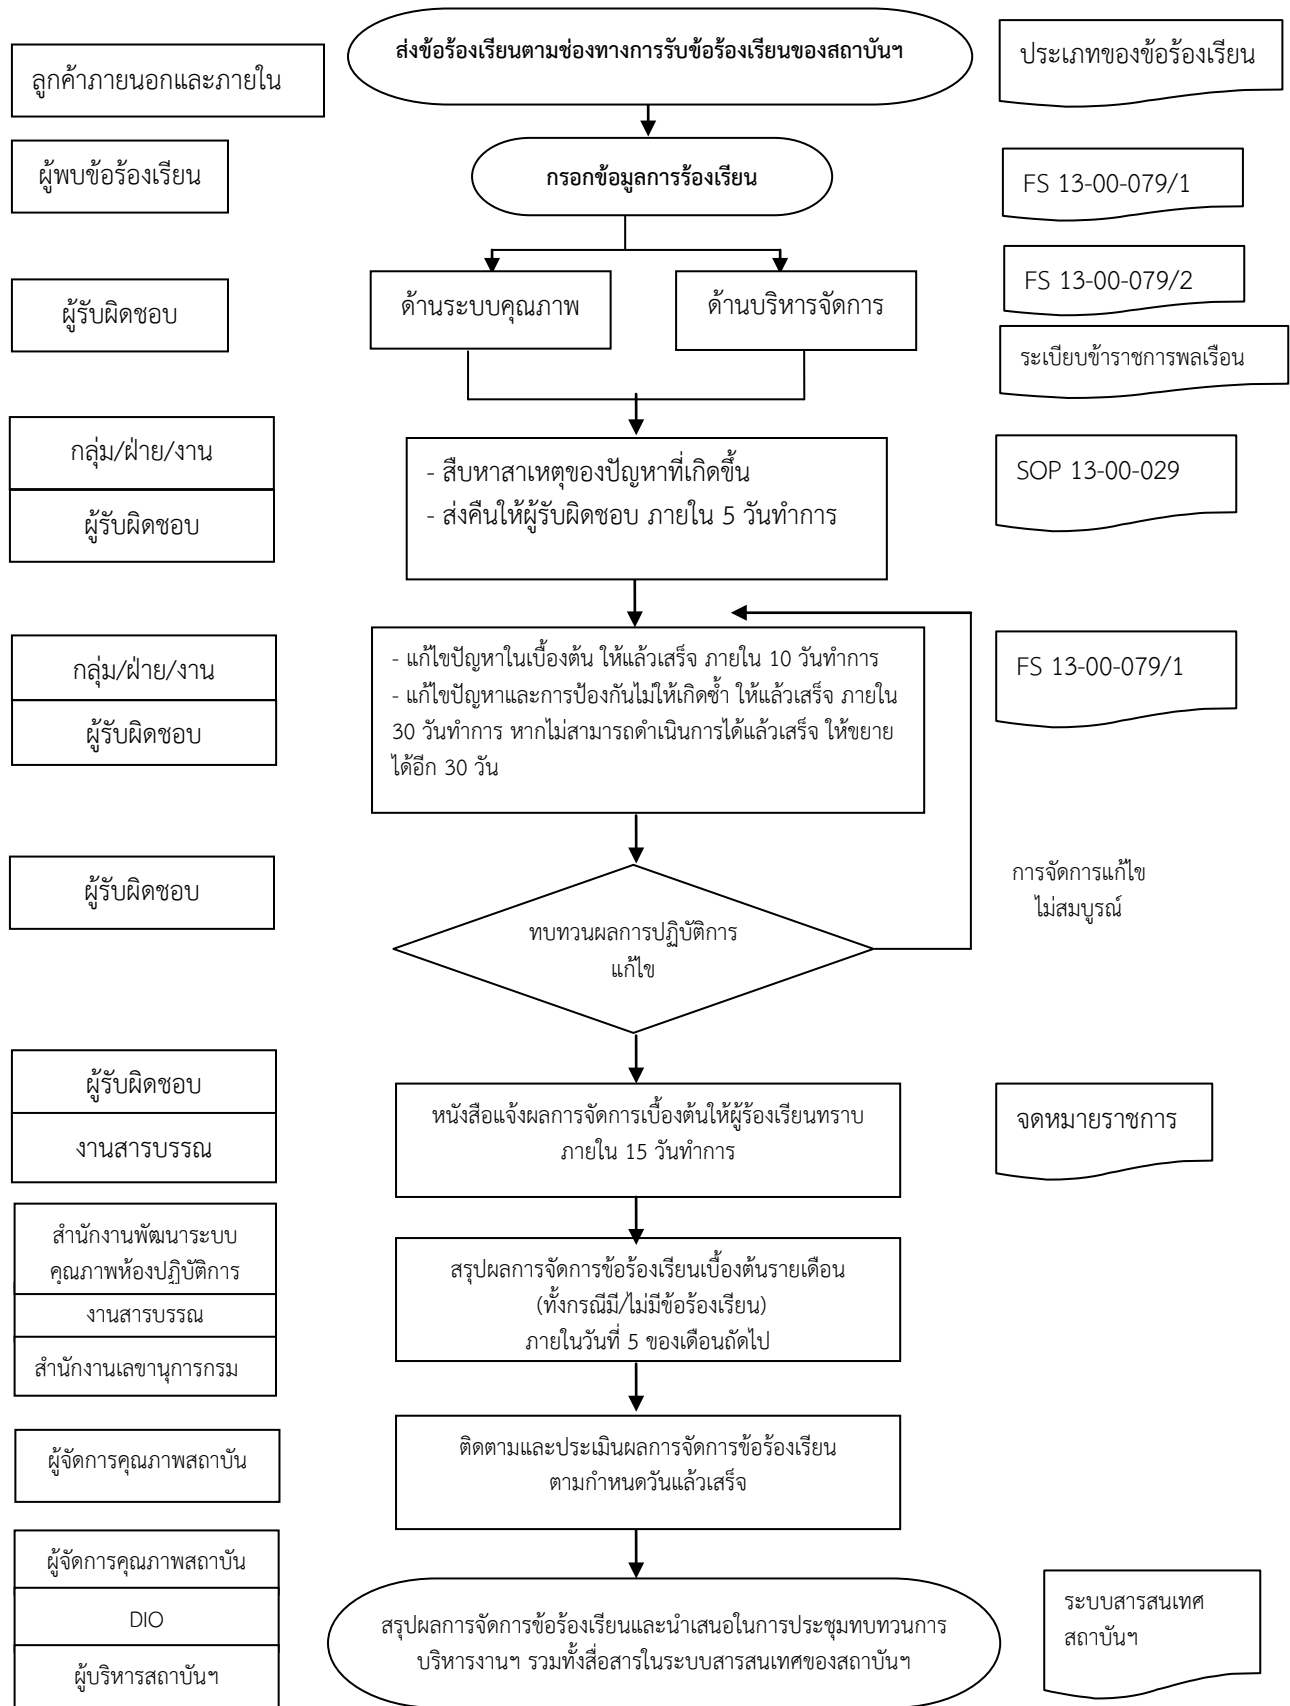 ส่งข้อร้องเรียนตามช่องทางการรับข้อร้องเรียนของสถาบันฯ
ลูกค้าภายนอกและภายใน
ประเภทของข้อร้องเรียน
ผู้พบข้อร้องเรียน
กรอกข้อมูลการร้องเรียน
FS 13-00-079/1
ผู้รับผิดชอบ
ด้านระบบคุณภาพ
ด้านบริหารจัดการ
FS 13-00-079/2
ระเบียบข้าราชการพลเรือน
กลุ่ม/ฝ่าย/งาน
ผู้รับผิดชอบ
- สืบหาสาเหตุของปัญหาที่เกิดขึ้น
- ส่งคืนให้ผู้รับผิดชอบ ภายใน 5 วันทำการ
SOP 13-00-029
กลุ่ม/ฝ่าย/งาน
ผู้รับผิดชอบ
- แก้ไขปัญหาในเบื้องต้น ให้แล้วเสร็จ ภายใน 10 วันทำการ
- แก้ไขปัญหาและการป้องกันไม่ให้เกิดซ้ำ ให้แล้วเสร็จ ภายใน
30 วันทำการ หากไม่สามารถดำเนินการได้แล้วเสร็จ ให้ขยาย
ได้อีก 30 วัน
FS 13-00-079/1
ผู้รับผิดชอบ
ทบทวนผลการปฏิบัติการ
แก้ไข
การจัดการแก้ไข
ไม่สมบูรณ์
ผู้รับผิดชอบ
งานสารบรรณ
หนังสือแจ้งผลการจัดการเบื้องต้นให้ผู้ร้องเรียนทราบ
ภายใน 15 วันทำการ
จดหมายราชการ
สำนักงานพัฒนาระบบ
คุณภาพห้องปฏิบัติการ
งานสารบรรณ
สำนักงานเลขานุการกรม
สรุปผลการจัดการข้อร้องเรียนเบื้องต้นรายเดือน
(ทั้งกรณีมี/ไม่มีข้อร้องเรียน)
ภายในวันที่ 5 ของเดือนถัดไป
ผู้จัดการคุณภาพสถาบัน
ติดตามและประเมินผลการจัดการข้อร้องเรียน
ตามกำหนดวันแล้วเสร็จ
ผู้จัดการคุณภาพสถาบัน
DIO
ผู้บริหารสถาบันฯ
สรุปผลการจัดการข้อร้องเรียนและนำเสนอในการประชุมทบทวนการ
บริหารงานฯ รวมทั้งสื่อสารในระบบสารสนเทศของสถาบันฯ
ระบบสารสนเทศ
สถาบันฯ